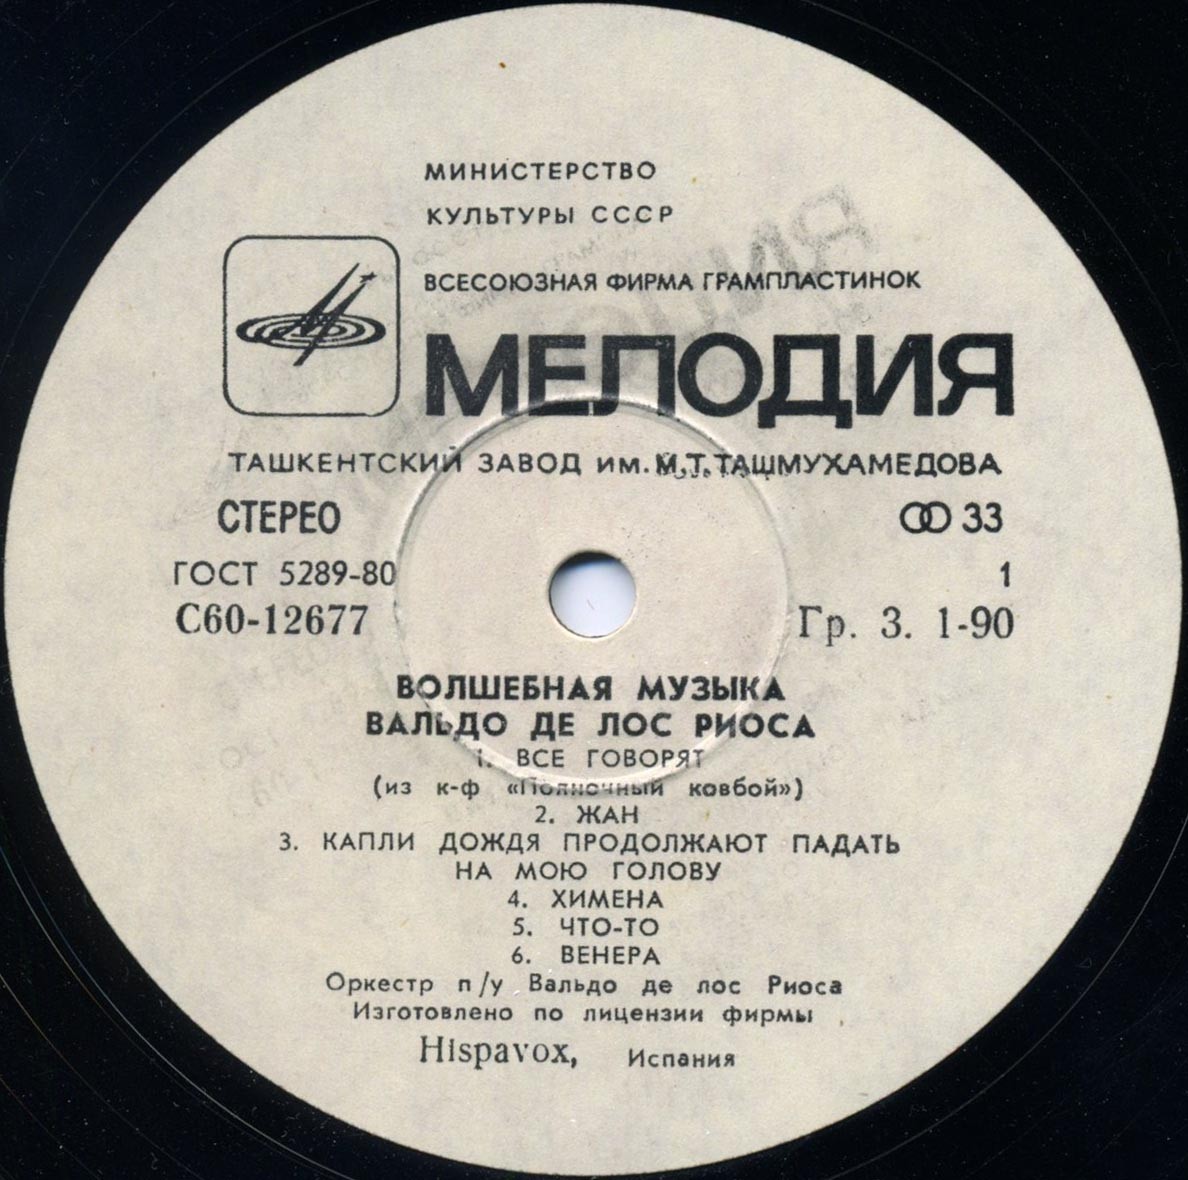 МИНИСТЕРСТВО
КУЛЬТУРЫ СССР
ВСЕСОЮЗНАЯ ФИРМА ГРАМПЛАСТИНОК
МЕЛОДИЯ
ТАШКЕНТСКИЙ ЗАВОД ИМ. М.Т.ТАШМУХАМЕДОВА
СТЕРЕО 33
ГОСТ 5289-80 1
С60-12677 Гр. 3. 1-90
ВОЛШЕБНАЯ МУЗЫКА
ВАЛЬДО ДЕ ЛОС РИОСА
1. ВСЕ ГОВОРЯТ
(из к-ф «Полночный ковбой»)
2. ЖАН
3. КАПЛИ ДОЖДЯ ПРОДОЛЖАЮТ ПАДАТЬ
НА МОЮ ГОЛОВУ
4. ХИМЕНА
5. ЧТО-ТО
6. ВЕНЕРА
Оркестр п/у Вальдо де лос Риоса
Изготовлено по лицензии фирмы
Hispavox, Испания